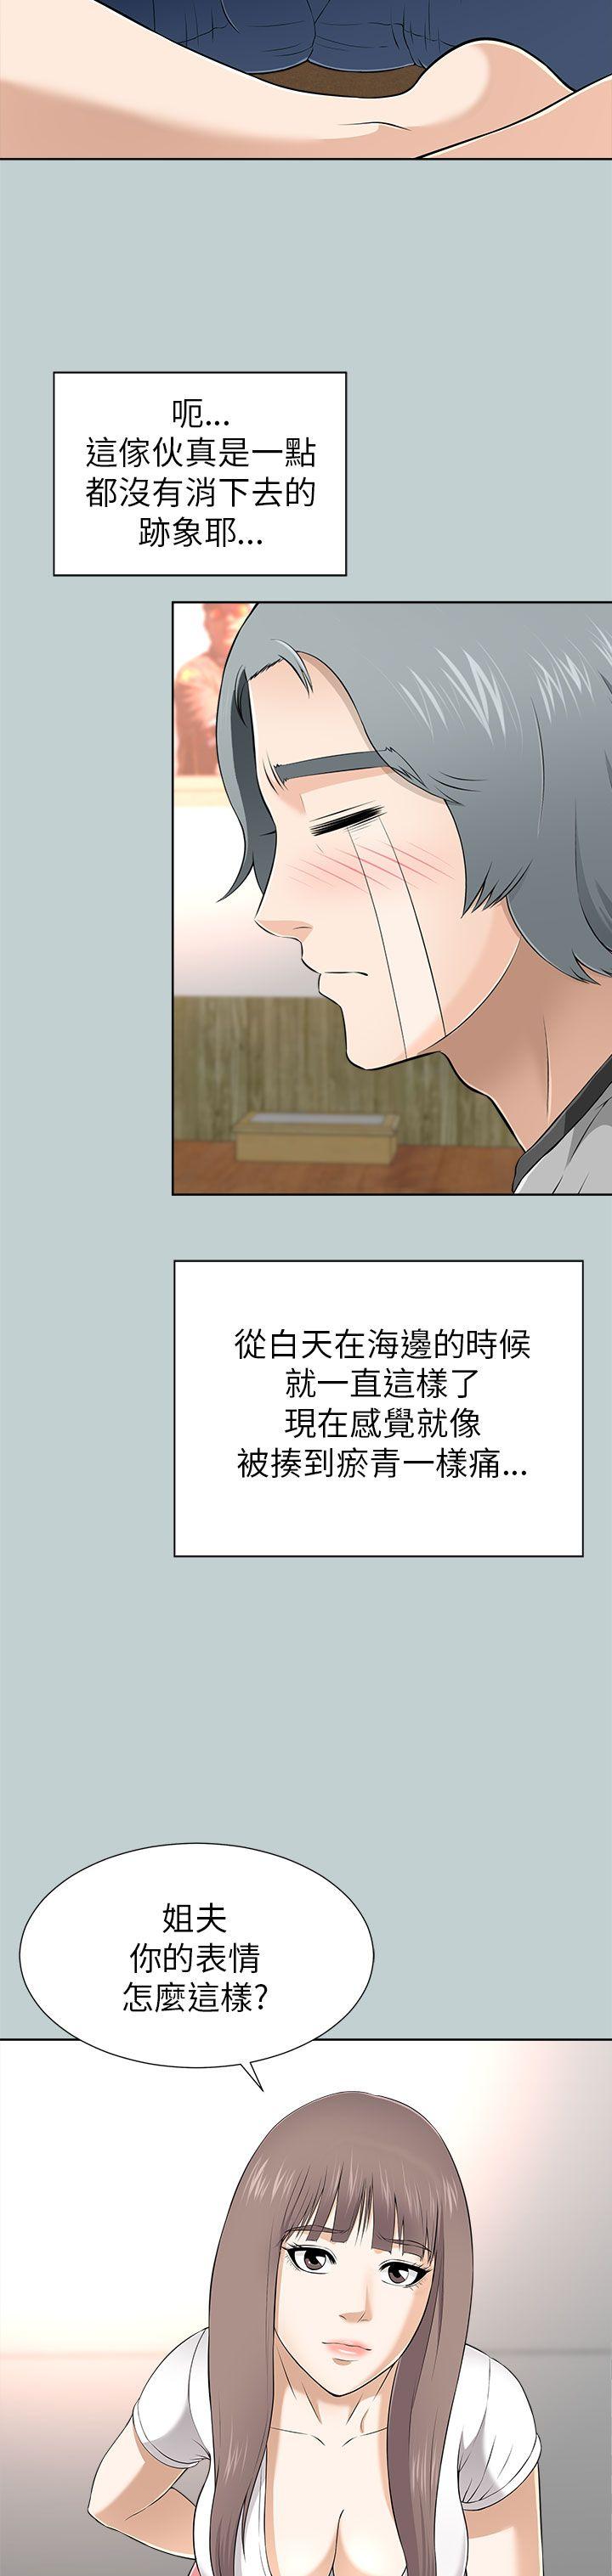 呃...
這傢伙真是一點
都沒有消下去的
跡象耶...
從白天在海邊的時候
就一直這樣了
現在感覺就像
被揍到瘀青一樣痛...
姐夫
你的表情
怎麼這樣?